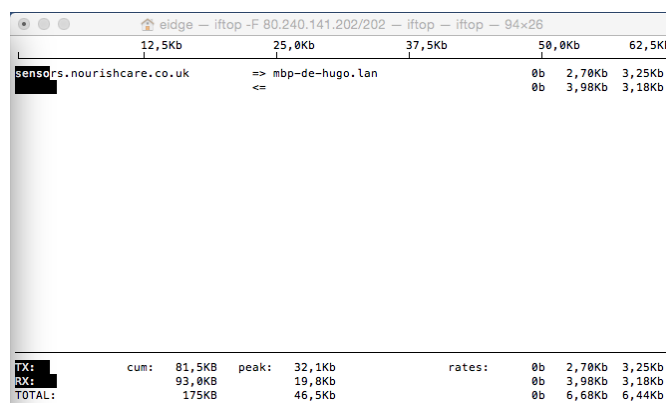 eidge — iftop -F 80.240.141.202/202 — iftop — iftop — 94×26
12,5Kb 25,0Kb 37,5Kb 50,0Kb 62,5K
sensors.nourishcare.co.uk => mbp-de-hugo.lan 0b 2,70Kb 3,25Kb
<= 0b 3,98Kb 3,18Kb
TX: cum: 81,5KB peak: 32,1Kb rates: 0b 2,70Kb 3,25Kb
RX: 93,0KB 19,8Kb 0b 3,98Kb 3,18Kb
TOTAL: 175KB 46,5Kb 0b 6,68Kb 6,44Kb